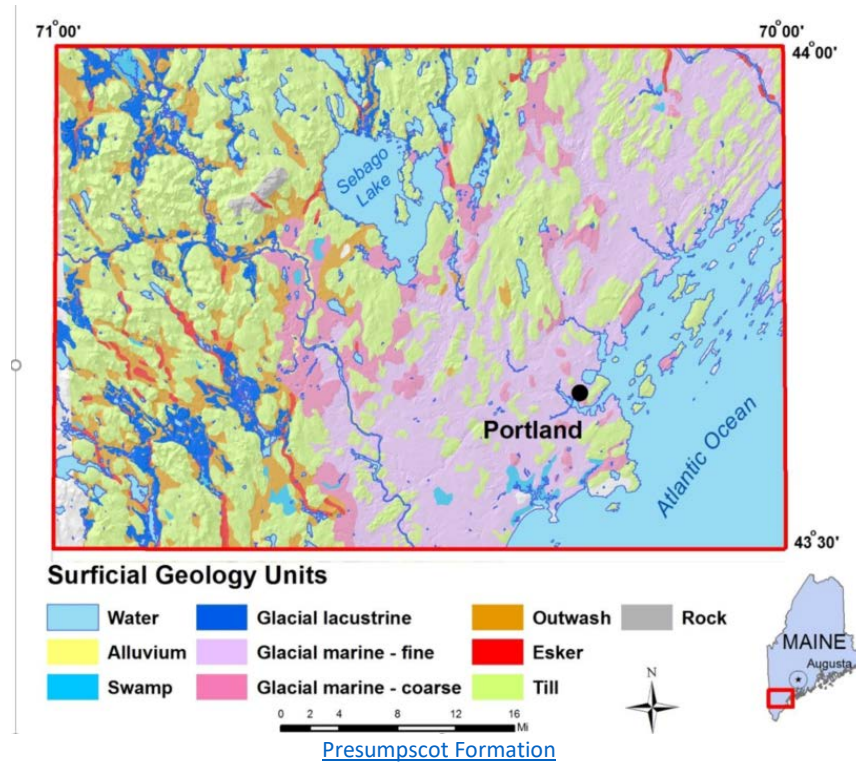 71°00'
70°00'
44°00'
Sebago
Lake
Portland
Atlantic Ocean
43°30'
Surficial Geology Units
Water
Glacial lacustrine
Outwash
Rock
Alluvium
Glacial marine - fine
Esker
Swamp
Glacial marine - coarse
Till
N
MAINE
Augusta
0 2 4 8 12 16
Mi
Presumpscot Formation